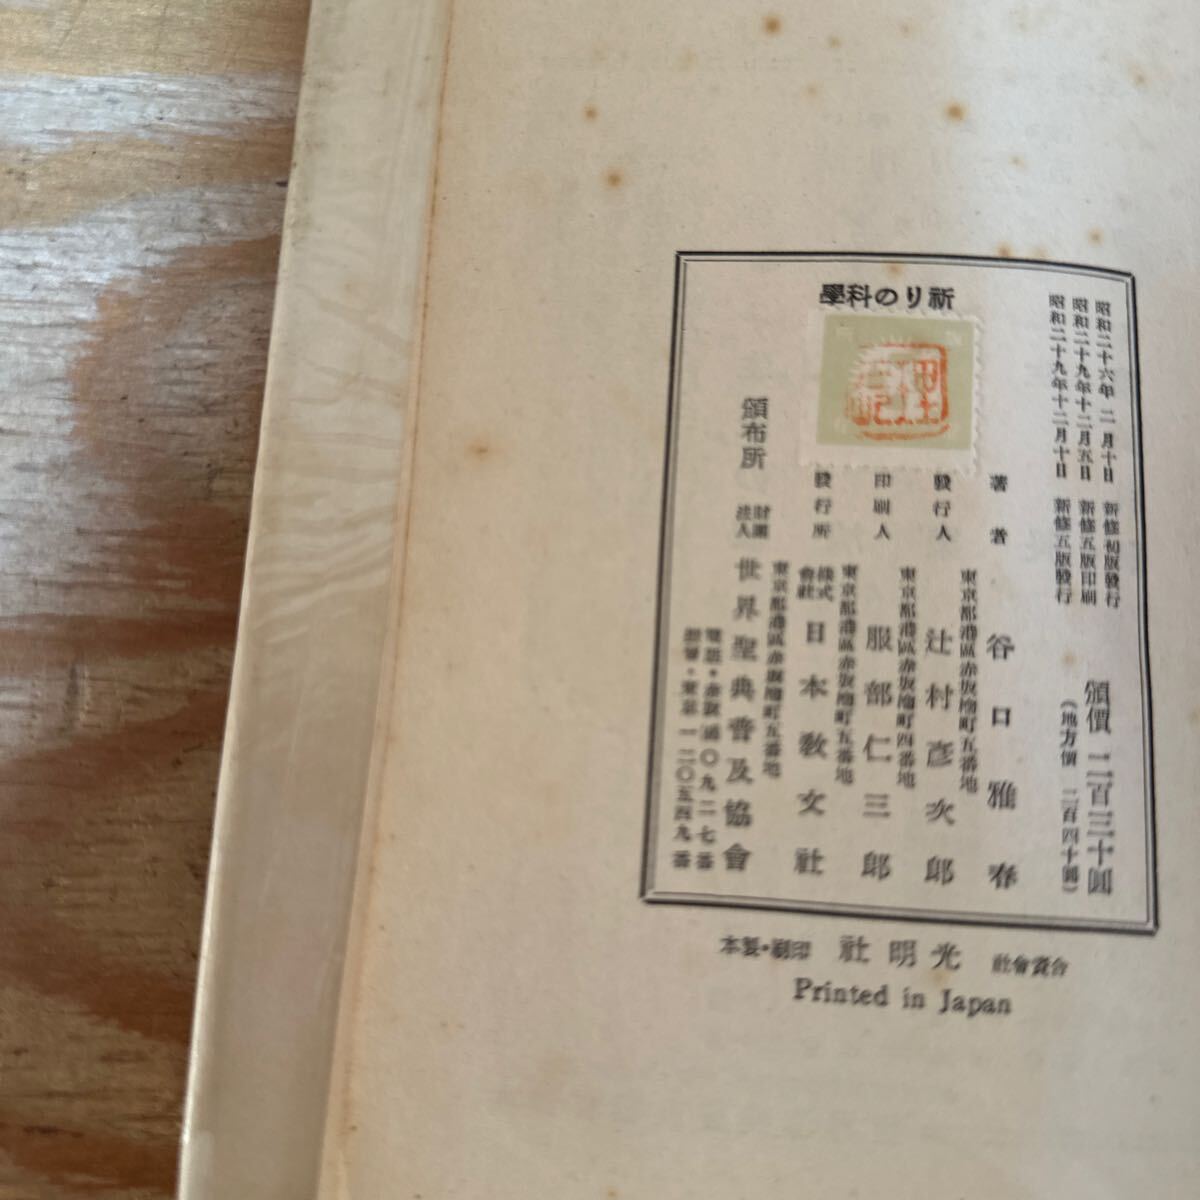 昭和二十六年 二月十日 新修初版發行
昭和二十九年十二月五日 新修五版印刷
昭和二十九年十二月十日 新修五版發行
頒價 二百三十圓
(地方價 二百四十圓)
祈りの科學
著者 谷口雅春
東京都港區赤坂檜町五番地
發行人 辻村彦次郎
東京都港區赤坂檜町四番地
印刷人 服部仁三郎
東京都港區赤坂檜町五番地
發行所 株式會社 日本教文社
東京都港區赤坂檜町五番地
頒布所 財團法人 世界聖典普及協會
電話・赤坂(48)〇九二一七番
振替・東京一二〇五四九番
合資會社 光明社 印刷・製本
Printed in Japan